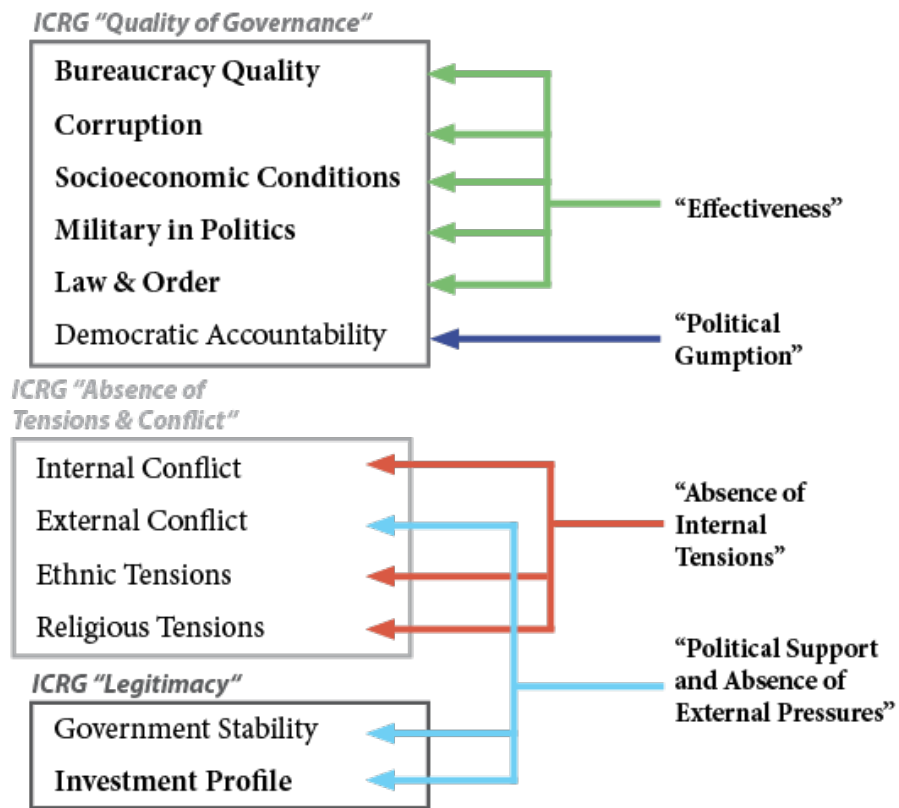 ICRG “Quality of Governance“
Bureaucracy Quality
Corruption
Socioeconomic Conditions
Military in Politics
Law & Order
Democratic Accountability
“Effectiveness”
“Political
Gumption”
ICRG “Absence of
Tensions & Conflict“
Internal Conflict
External Conflict
Ethnic Tensions
Religious Tensions
“Absence of
Internal
Tensions”
ICRG “Legitimacy“
Government Stability
Investment Profile
“Political Support
and Absence of
External Pressures”